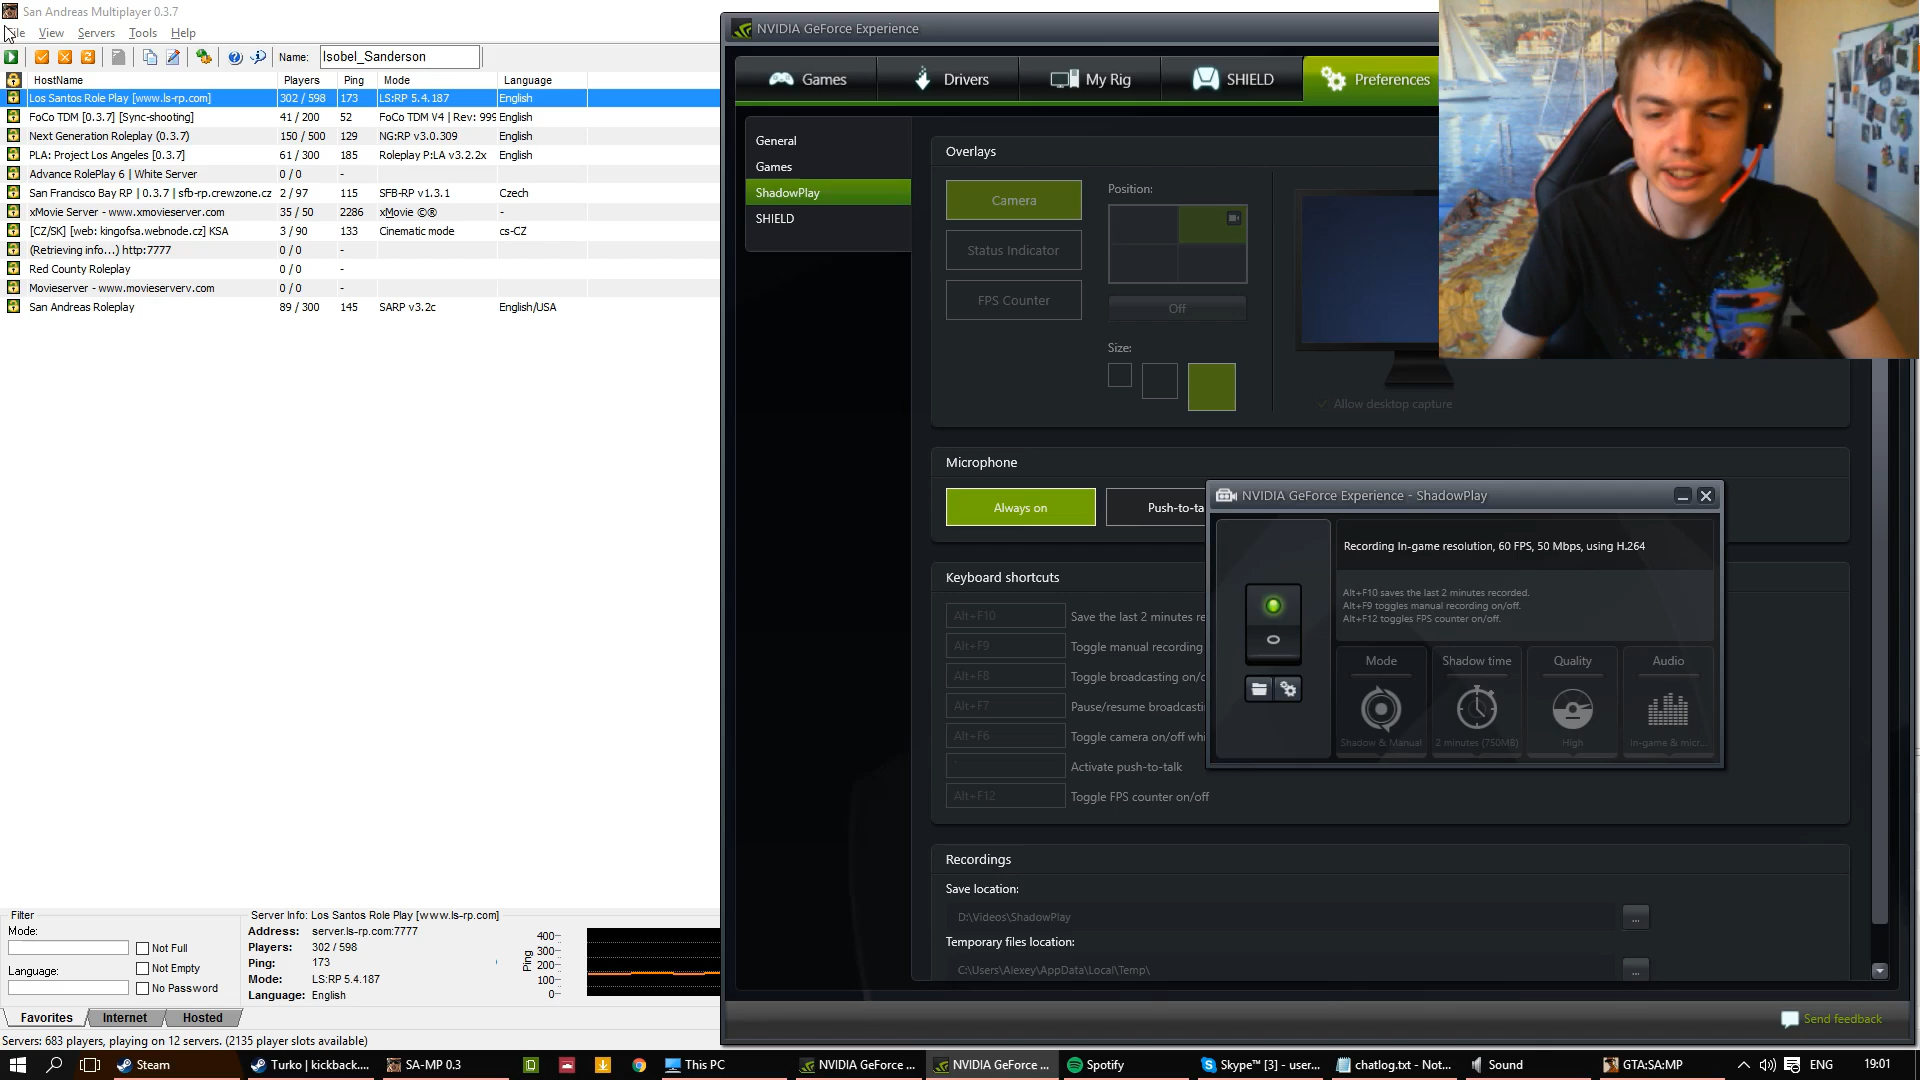 San Andreas Multiplayer 0.3.7
File View Servers Tools Help
Name: Isobel_Sanderson
HostName Players Ping Mode Language
Los Santos Role Play [www.ls-rp.com] 302 / 598 173 LS:RP 5.4.187 English
FoCo TDM [0.3.7] [Sync-shooting] 41 / 200 52 FoCo TDM V4 | Rev: 999 English
Next Generation Roleplay (0.3.7) 150 / 500 129 NG:RP v3.0.309 English
PLA: Project Los Angeles [0.3.7] 61 / 300 185 Roleplay P:LA v3.2.2x English
Advance RolePlay 6 | White Server 0 / 0 -
San Francisco Bay RP | 0.3.7 | sfb-rp.crewzone.cz 2 / 97 115 SFB-RP v1.3.1 Czech
xMovie Server - www.xmovieserver.com 35 / 50 2286 xMovie ©® -
[CZ/SK] [web: kingofsa.webnode.cz] KSA 3 / 90 133 Cinematic mode cs-CZ
(Retrieving info...) http:7777 0 / 0 -
Red County Roleplay 0 / 0 -
Movieserver - www.movieserverv.com 0 / 0 -
San Andreas Roleplay 89 / 300 145 SARP v3.2c English/USA
Filter
Mode:
Not Full
Not Empty
Language:
No Password
Server Info: Los Santos Role Play [www.ls-rp.com]
Address: server.ls-rp.com:7777
Players: 302 / 598
Ping: 173
Mode: LS:RP 5.4.187
Language: English
Ping
400
300
200
100
0
Favorites Internet Hosted
Servers: 683 players, playing on 12 servers. (2135 player slots available)
NVIDIA GeForce Experience
Games Drivers My Rig SHIELD Preferences
General
Games
ShadowPlay
SHIELD
Overlays
Camera
Status Indicator
FPS Counter
Position:
Off
Size:
Allow desktop capture
Microphone
Always on
Push-to-ta
Keyboard shortcuts
Alt+F10 Save the last 2 minutes re
Alt+F9 Toggle manual recording
Alt+F8 Toggle broadcasting on/o
Alt+F7 Pause/resume broadcasti
Alt+F6 Toggle camera on/off whi
Activate push-to-talk
Alt+F12 Toggle FPS counter on/off
Recordings
Save location:
D:\Videos\ShadowPlay
...
Temporary files location:
C:\Users\Alexey\AppData\Local\Temp\
...
Send feedback
NVIDIA GeForce Experience - ShadowPlay
Recording In-game resolution, 60 FPS, 50 Mbps, using H.264
Alt+F10 saves the last 2 minutes recorded.
Alt+F9 toggles manual recording on/off.
Alt+F12 toggles FPS counter on/off.
Mode Shadow time Quality Audio
Shadow & Manual 2 minutes (750MB) High In-game & micr...
Steam Turko | kickback.... SA-MP 0.3 This PC NVIDIA GeForce ... NVIDIA GeForce ... Spotify Skype™ [3] - user... chatlog.txt - Not... Sound GTA:SA:MP ENG 19:01